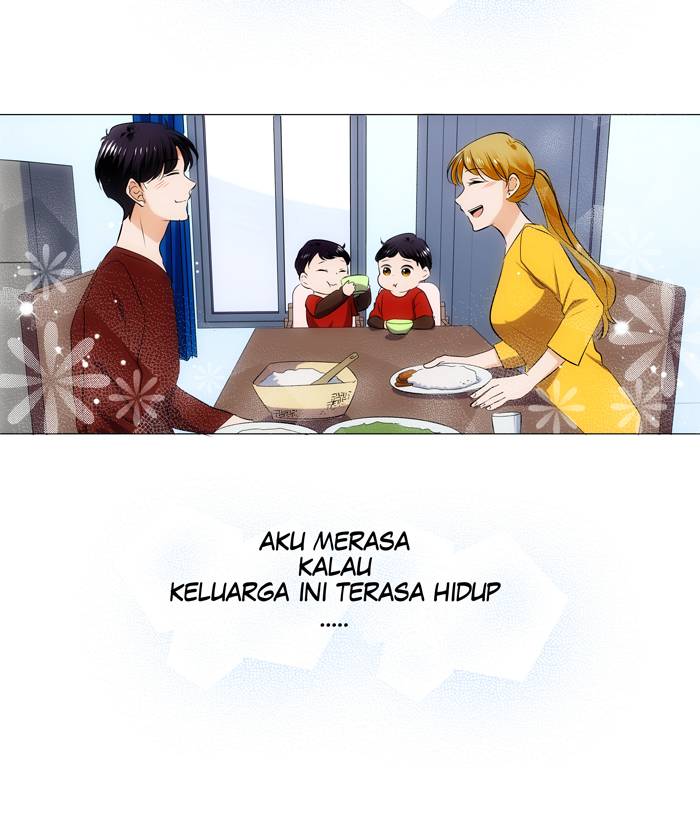 AKU MERASA
KALAU
KELUARGA INI TERASA HIDUP
.....